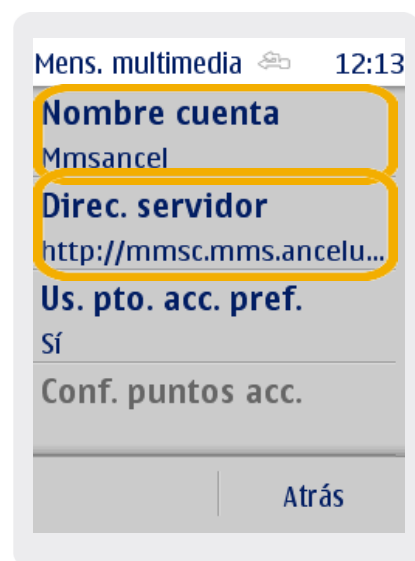 Mens. multimedia 12:13
Nombre cuenta
Mmsancel
Direc. servidor
http://mmsc.mms.ancelu...
Us. pto. acc. pref.
Sí
Conf. puntos acc.
Atrás